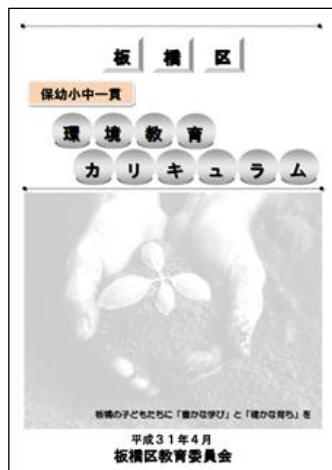 板橋区
保幼小中一貫
環境教育
カリキュラム
板橋の子どもたちに「豊かな学び」と「確かな育ち」を
平成31年4月
板橋区教育委員会